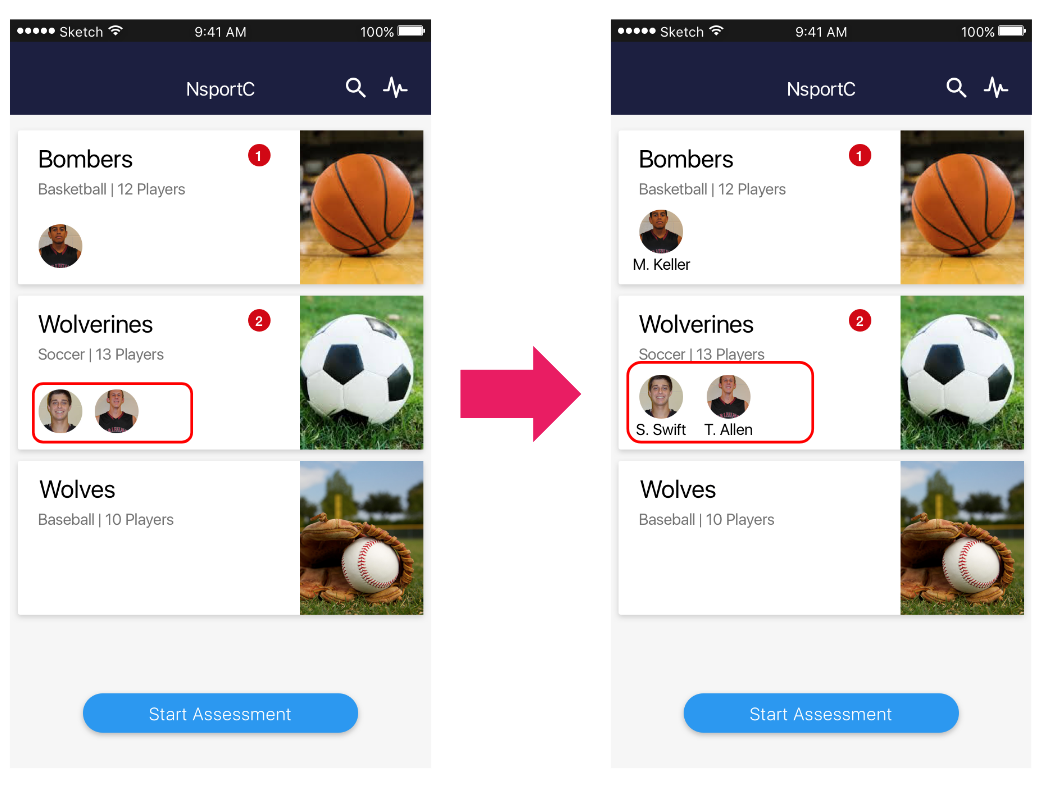 Sketch 9:41 AM 100%
NsportC
Bombers 1
Basketball | 12 Players
Wolverines 2
Soccer | 13 Players
Wolves
Baseball | 10 Players
Start Assessment
Sketch 9:41 AM 100%
NsportC
Bombers 1
Basketball | 12 Players
M. Keller
Wolverines 2
Soccer | 13 Players
S. Swift T. Allen
Wolves
Baseball | 10 Players
Start Assessment